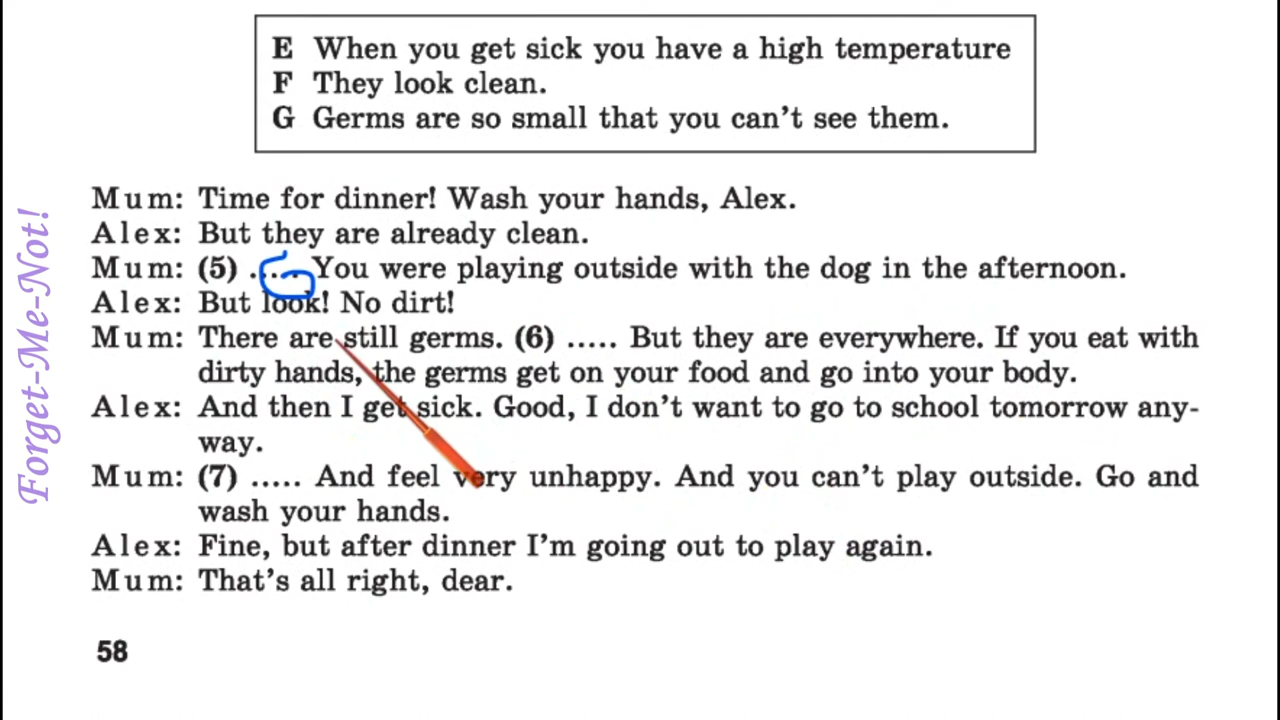 E When you get sick you have a high temperature
F They look clean.
G Germs are so small that you can't see them.
Mum: Time for dinner! Wash your hands, Alex.
Alex: But they are already clean.
Mum: (5) ..... You were playing outside with the dog in the afternoon.
Alex: But look! No dirt!
Mum: There are still germs. (6) ..... But they are everywhere. If you eat with
dirty hands, the germs get on your food and go into your body.
Alex: And then I get sick. Good, I don't want to go to school tomorrow any-
way.
Mum: (7) ..... And feel very unhappy. And you can't play outside. Go and
wash your hands.
Alex: Fine, but after dinner I'm going out to play again.
Mum: That's all right, dear.
58
Forget-Me-Not!
G